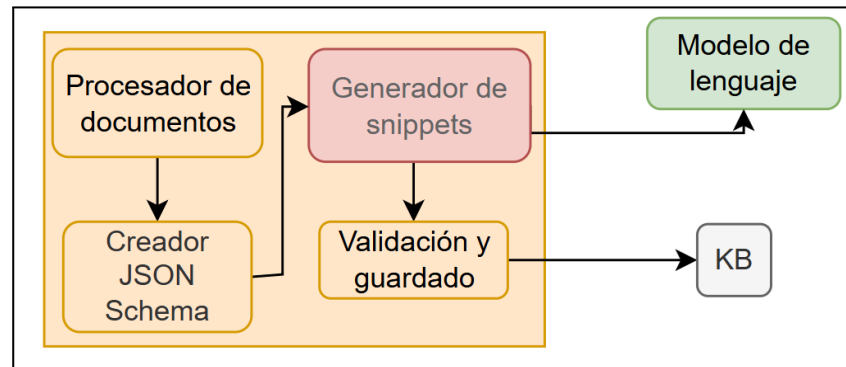 Procesador de
documentos
Creador
JSON
Schema
Generador de
snippets
Validación y
guardado
Modelo de
lenguaje
KB